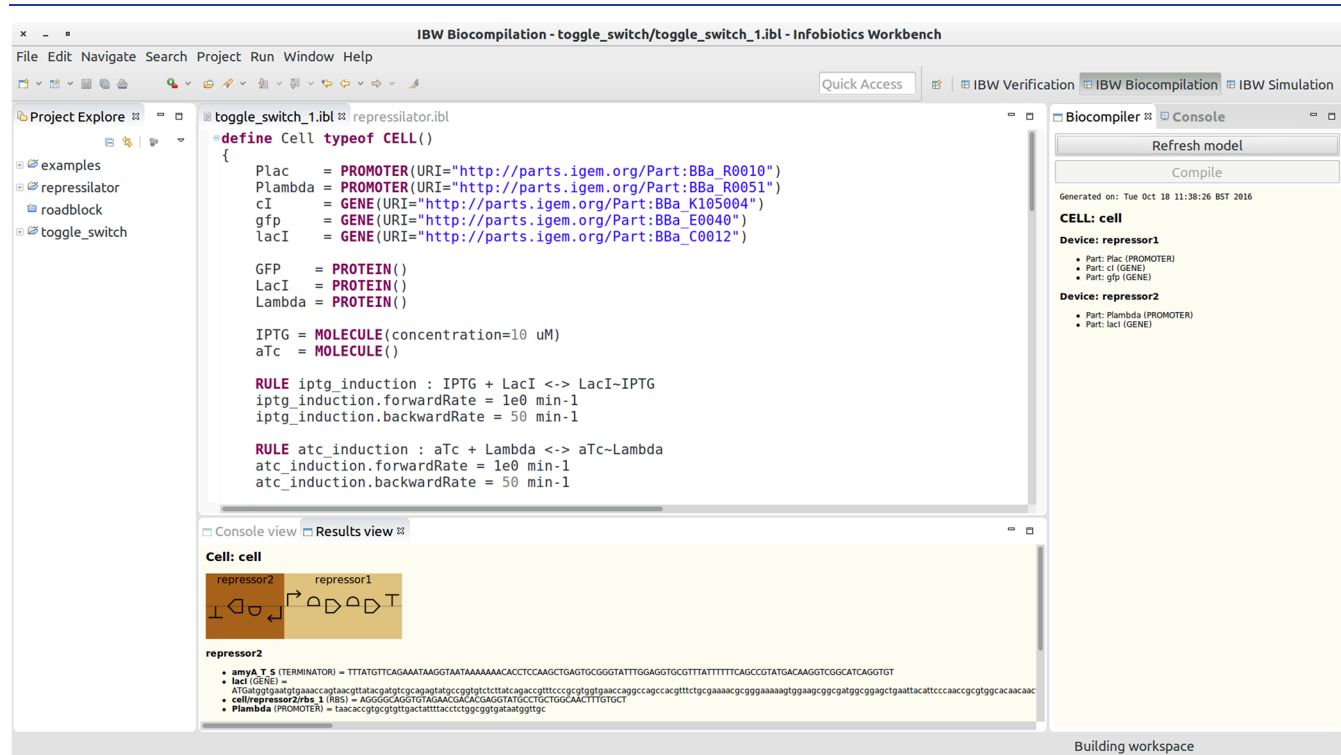 IBW Biocompilation - toggle_switch/toggle_switch_1.ibl - Infobiotics Workbench
File Edit Navigate Search Project Run Window Help
Quick Access
IBW Verification
IBW Biocompilation
IBW Simulation
Project Explore
examples
repressilator
roadblock
toggle_switch
toggle_switch_1.ibl
repressilator.ibl
define Cell typeof CELL()
{
Plac = PROMOTER(URI="http://parts.igem.org/Part:BBa_R0010")
Plambda = PROMOTER(URI="http://parts.igem.org/Part:BBa_R0051")
cI = GENE(URI="http://parts.igem.org/Part:BBa_K105004")
gfp = GENE(URI="http://parts.igem.org/Part:BBa_E0040")
lacI = GENE(URI="http://parts.igem.org/Part:BBa_C0012")
GFP = PROTEIN()
LacI = PROTEIN()
Lambda = PROTEIN()
IPTG = MOLECULE(concentration=10 uM)
aTc = MOLECULE()
RULE iptg_induction : IPTG + LacI <-> LacI~IPTG
iptg_induction.forwardRate = 1e0 min-1
iptg_induction.backwardRate = 50 min-1
RULE atc_induction : aTc + Lambda <-> aTc~Lambda
atc_induction.forwardRate = 1e0 min-1
atc_induction.backwardRate = 50 min-1
Console view
Results view
Cell: cell
repressor2 repressor1
repressor2
• amyA_T_S (TERMINATOR) = TTTATGTTCAGAAATAAGGTAATAAAAAAACACCTCCAAGCTGAGTGCGGGTATTTGGAGGTGCGTTTATTTTTTCAGCCGTATGACAAGGTCGGCATCAGGTGT
• lacI (GENE) =
• cell/repressor2/rbs_1 (RBS) = AGGGGCAGGTGTAGAACGACACGAGGTATGCCTGCTGGCAACTTTGTGCT
• Plambda (PROMOTER) = taacaccgtgcgtgttgactattttacctctggcggtgataatggttgc
Biocompiler
Console
Refresh model
Compile
Generated on: Tue Oct 18 11:38:26 BST 2016
CELL: cell
Device: repressor1
• Part: Plac (PROMOTER)
• Part: cI (GENE)
• Part: gfp (GENE)
Device: repressor2
• Part: Plambda (PROMOTER)
• Part: lacI (GENE)
Building workspace